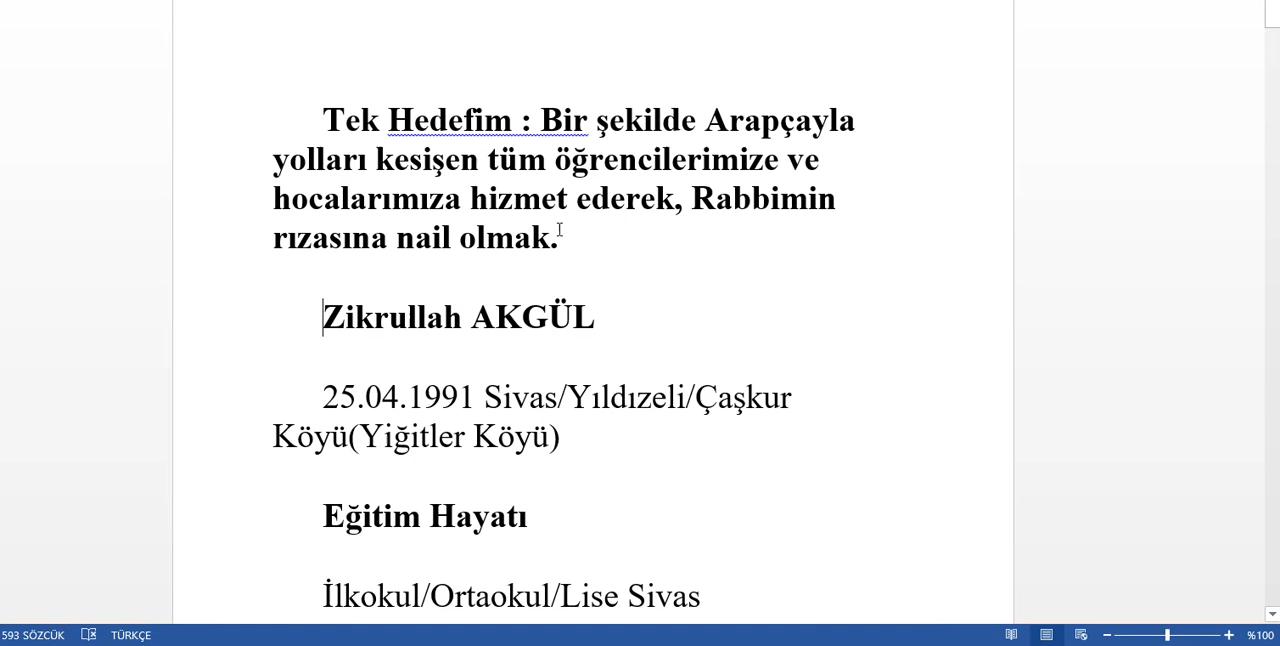 Tek Hedefim : Bir şekilde Arapçayla
yolları kesişen tüm öğrencilerimize ve
hocalarımıza hizmet ederek, Rabbimin
rızasına nail olmak.
Zikrullah AKGÜL
25.04.1991 Sivas/Yıldızeli/Çaşkur
Köyü(Yiğitler Köyü)
Eğitim Hayatı
İlkokul/Ortaokul/Lise Sivas
593 SÖZCÜK TÜRKÇE %100